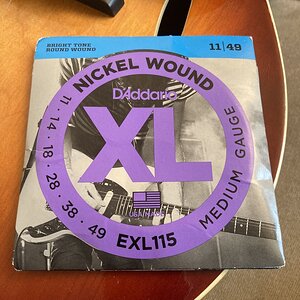 BRIGHT TONE
ROUND WOUND
11/49
NICKEL WOUND
D'Addario
XL
11·14·18·28·38·49
EXL115
MEDIUM GAUGE